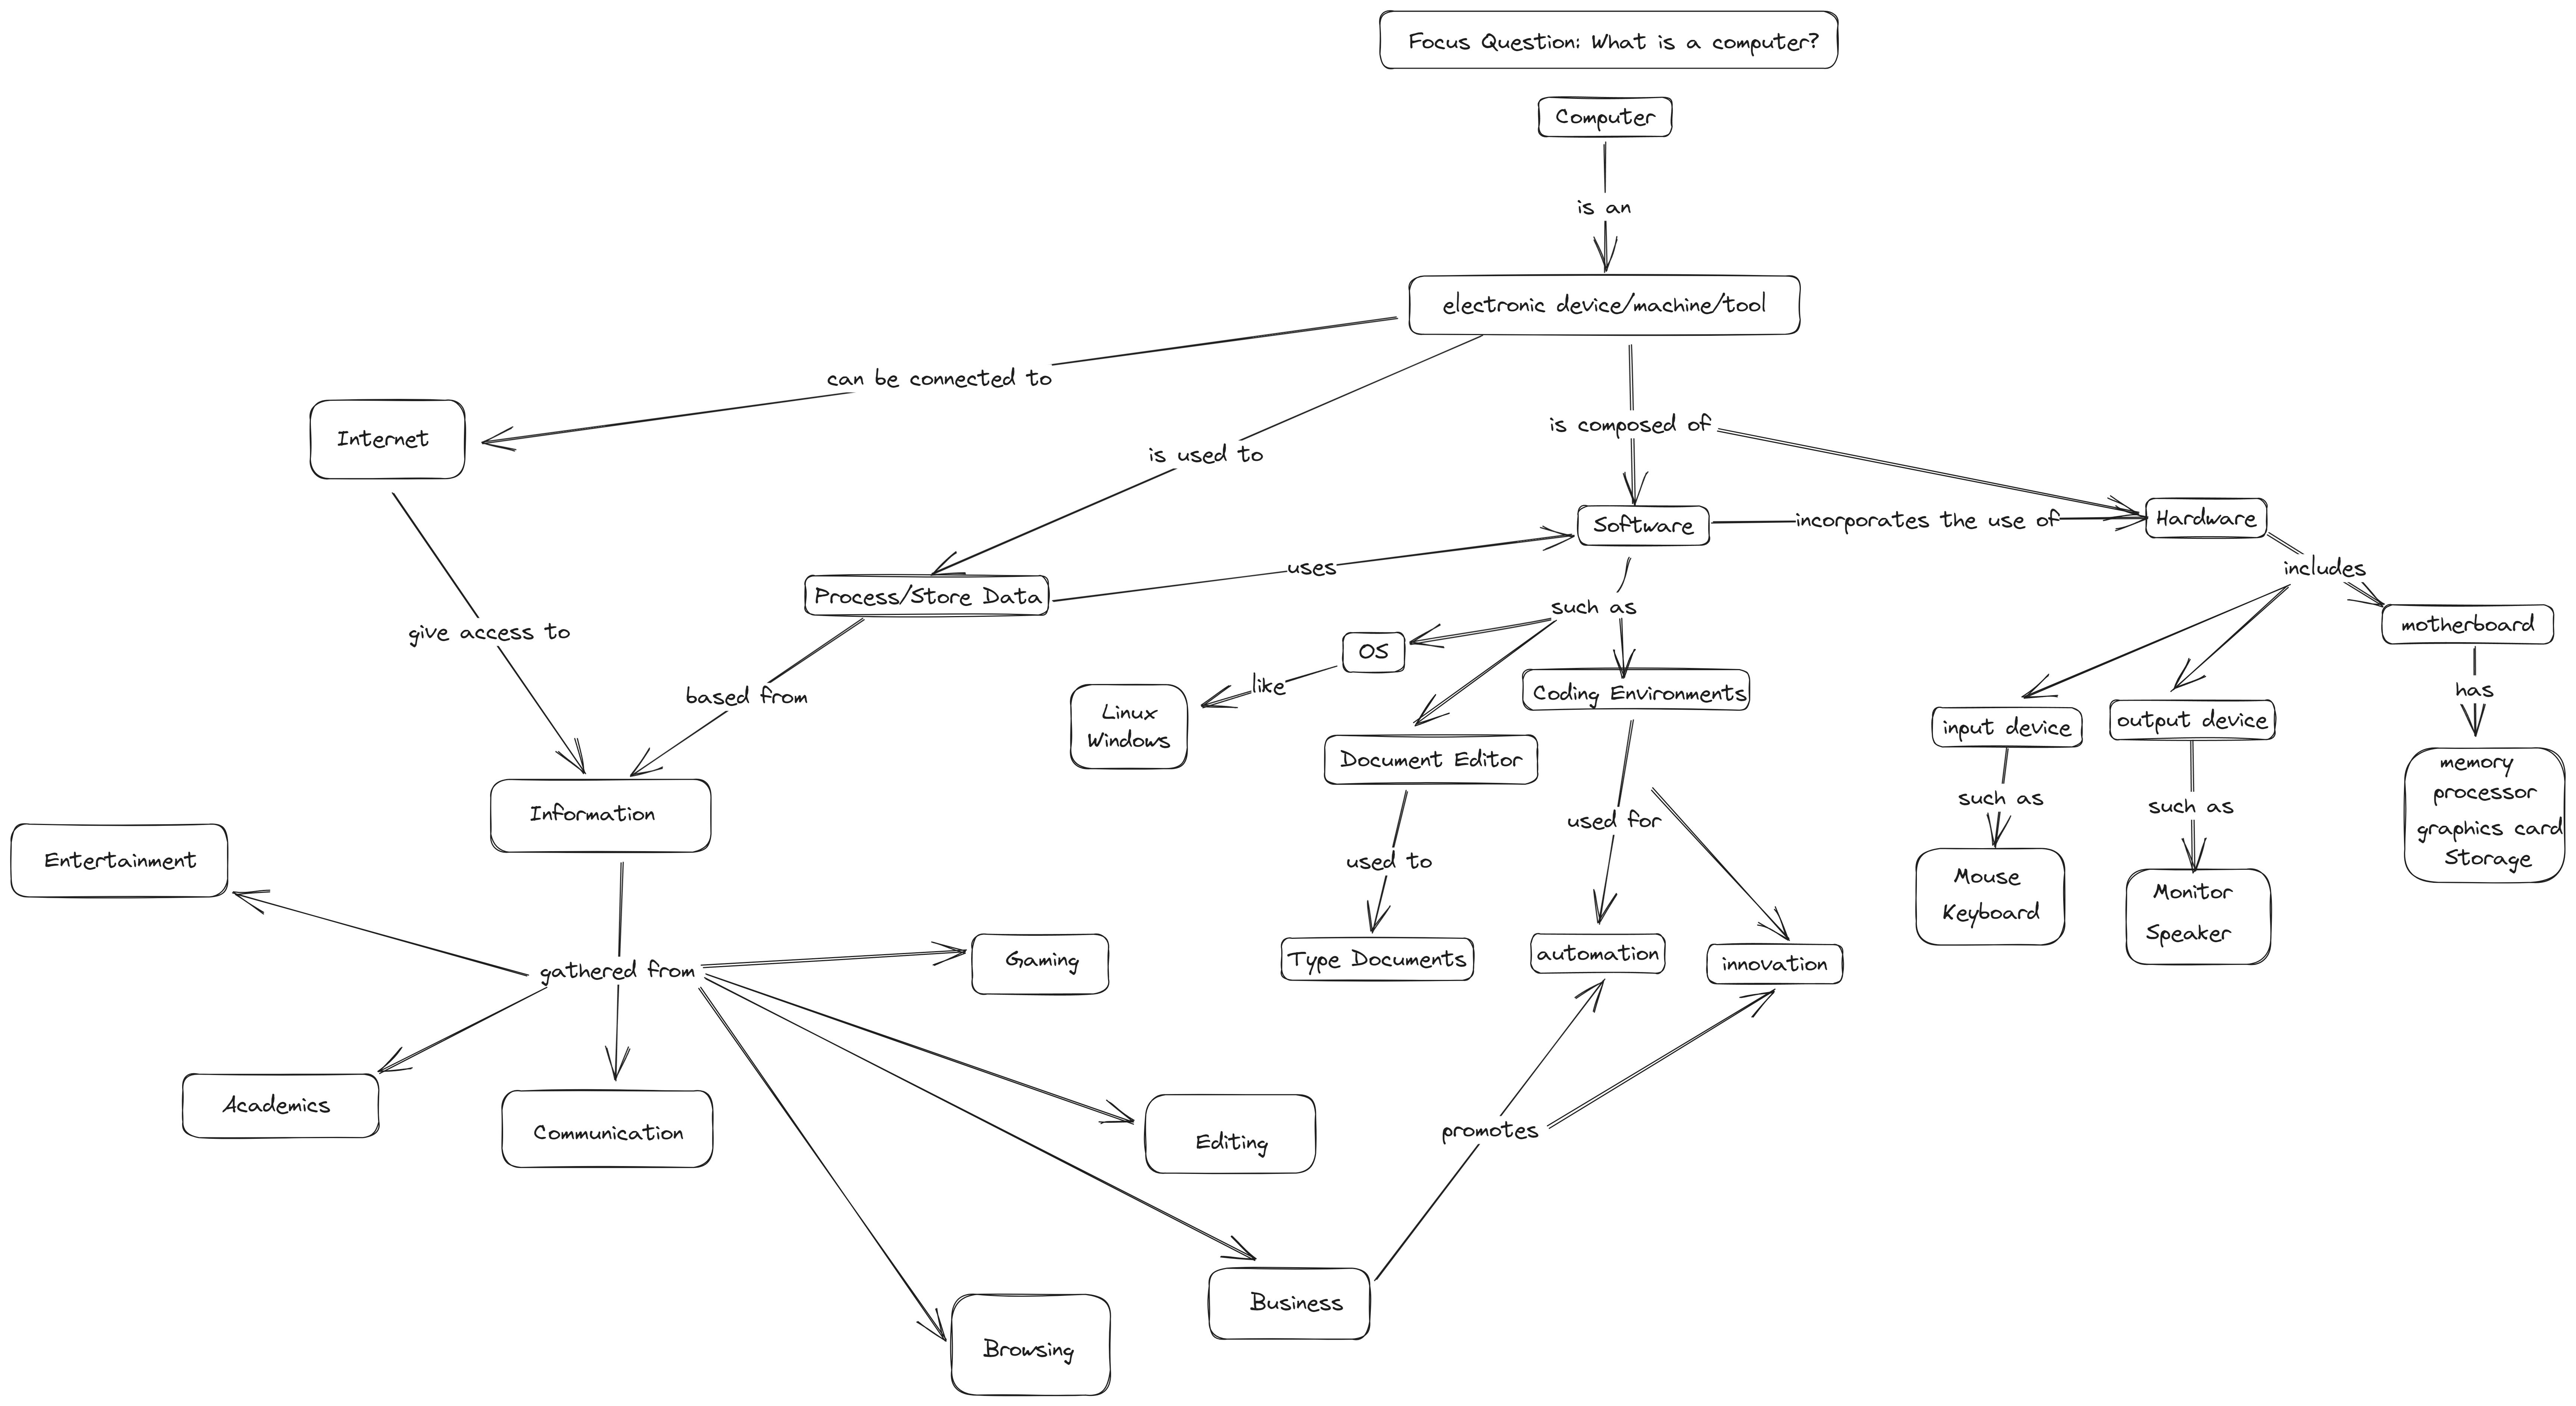 Focus Question: What is a computer?
Computer
is an
electronic device/machine/tool
can be connected to
is composed of
Internet
is used to
Software
incorporates the use of
Hardware
uses
includes
Process/Store Data
such as
motherboard
give access to
OS
based from
like
Coding Environments
has
Linux
Windows
input device
output device
Document Editor
memory
processor
graphics card
Storage
such as
such as
Information
used for
Entertainment
used to
Mouse
Keyboard
Monitor
Speaker
gathered from
Gaming
Type Documents
automation
innovation
Academics
Communication
Editing
promotes
Business
Browsing